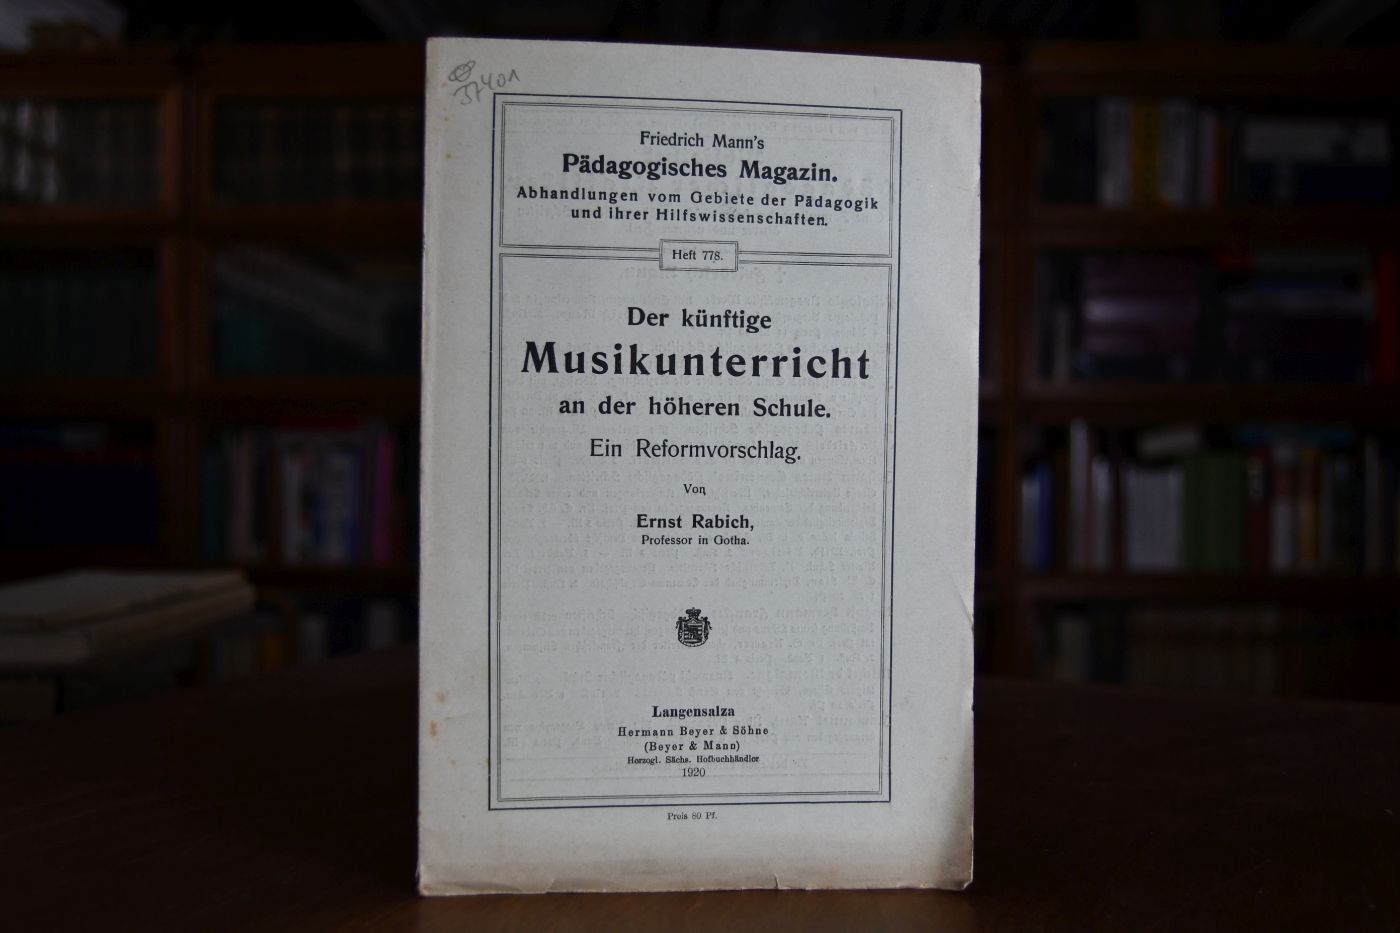 37401
Friedrich Mann's
Pädagogisches Magazin.
Abhandlungen vom Gebiete der Pädagogik
und ihrer Hilfswissenschaften.
Heft 778.
Der künftige
Musikunterricht
an der höheren Schule.
Ein Reformvorschlag.
Von
Ernst Rabich,
Professor in Gotha.
Langensalza
Hermann Beyer & Söhne
(Beyer & Mann)
Herzogl. Sächs. Hofbuchhändler
1920
Preis 80 Pf.